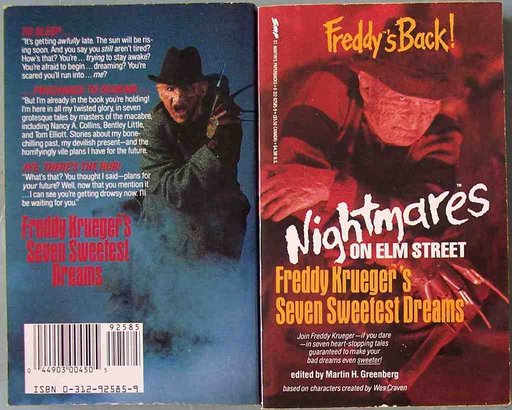 TO SLEEP...
"It's getting awfully late. The sun will be ris-
ing soon. And you say you still aren't tired?
How's that? You're... trying to stay awake?
You're afraid to begin... dreaming? You're
scared you'll run into... me?
... PERCHANCE TO SCREAM...
"But I'm already in the book you're holding!
I'm here in all my twisted glory, in seven
grotesque tales by masters of the macabre,
including Nancy A. Collins, Bentley Little,
and Tom Elliott. Stories about my bone-
chilling past, my devilish present—and the
horrifyingly vile plans I have for the future.
AYE, THERE'S THE RUB!
"What's that? You thought I said—plans for
your future? Well, now that you mention it
... I can see you're getting drowsy now. I'll
be waiting for you."
Freddy Krueger's
Seven Sweetest
Dreams
92585
0 44903 00450 5
ISBN 0-312-92585-9
Freddy's Back!
Nightmares™
ON ELM STREET
Freddy Krueger's
Seven Sweetest Dreams
Join Freddy Krueger—if you dare
-in seven heart-stopping tales
guaranteed to make your
bad dreams even sweeter!
edited by Martin H. Greenberg
based on characters created by Wes Craven